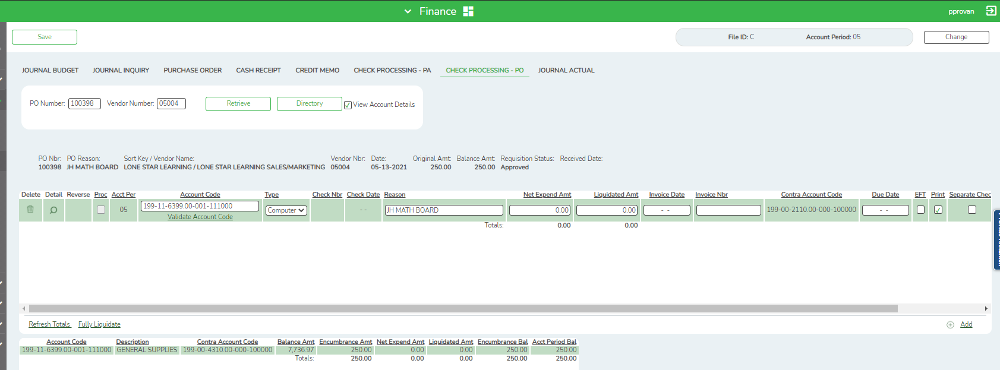 Finance
pprovan
Save
File ID: C
Account Period: 05
Change
JOURNAL BUDGET JOURNAL INQUIRY PURCHASE ORDER CASH RECEIPT CREDIT MEMO CHECK PROCESSING - PA CHECK PROCESSING - PO JOURNAL ACTUAL
PO Number: 100398 Vendor Number: 05004 Retrieve Directory View Account Details
PO Nbr: PO Reason: Sort Key / Vendor Name: Vendor Nbr: Date: Original Amt: Balance Amt: Requisition Status: Received Date:
100398 JH MATH BOARD LONE STAR LEARNING / LONE STAR LEARNING SALES/MARKETING 05004 05-13-2021 250.00 250.00 Approved
Delete Detail Reverse Proc Acct Per Account Code Type Check Nbr Check Date Reason Net Expend Amt Liquidated Amt Invoice Date Invoice Nbr Contra Account Code Due Date EFT Print Separate Chec
05 199-11-6399.00-001-111000 Computer - - JH MATH BOARD 0.00 0.00 - - 199-00-2110.00-000-100000 - -
Validate Account Code
Totals: 0.00 0.00
Refresh Totals Fully Liquidate Add
Account Code Description Contra Account Code Balance Amt Encumbrance Amt Net Expend Amt Liquidated Amt Encumbrance Bal Acct Period Bal
199-11-6399.00-001-111000 GENERAL SUPPLIES 199-00-4310.00-000-100000 7,736.97 250.00 0.00 0.00 250.00 250.00
Totals: 250.00 0.00 0.00 250.00 250.00